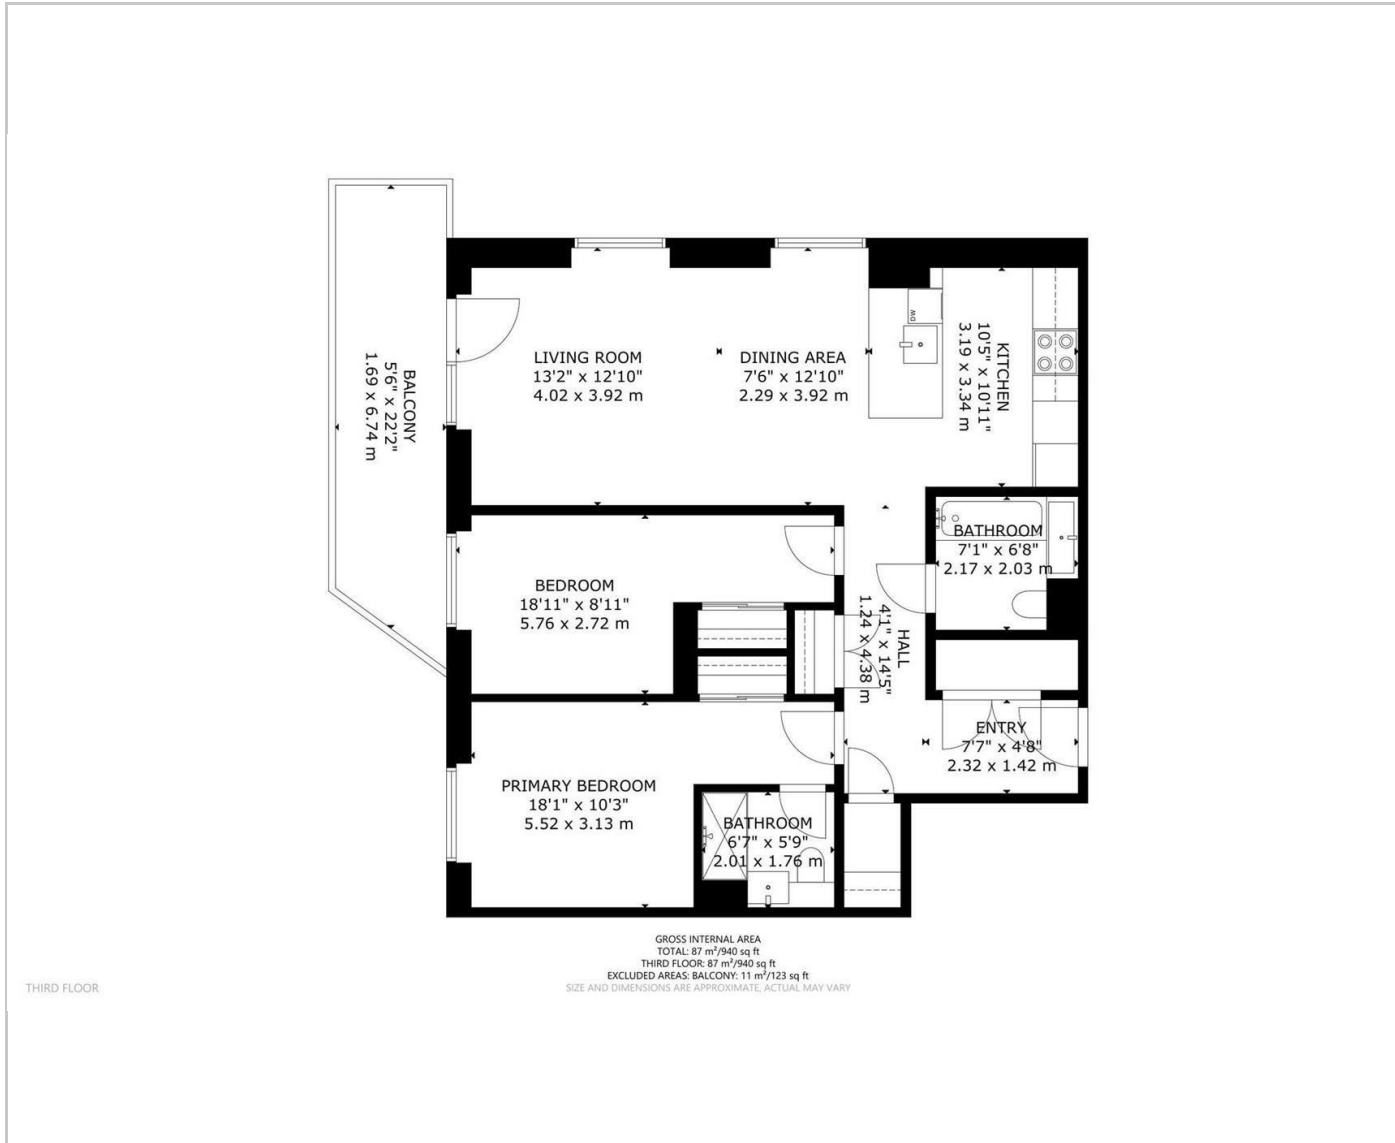 BALCONY
5'6" x 22'2"
1.69 x 6.74 m
LIVING ROOM
13'2" x 12'10"
4.02 x 3.92 m
DINING AREA
7'6" x 12'10"
2.29 x 3.92 m
DW
KITCHEN
10'5" x 10'11"
3.19 x 3.34 m
BATHROOM
7'1" x 6'8"
2.17 x 2.03 m
BEDROOM
18'11" x 8'11"
5.76 x 2.72 m
HALL
4'1" x 14'5"
1.24 x 4.38 m
ENTRY
7'7" x 4'8"
2.32 x 1.42 m
PRIMARY BEDROOM
18'1" x 10'3"
5.52 x 3.13 m
BATHROOM
6'7" x 5'9"
2.01 x 1.76 m
GROSS INTERNAL AREA
TOTAL: 87 m²/940 sq ft
THIRD FLOOR: 87 m²/940 sq ft
EXCLUDED AREAS: BALCONY: 11 m²/123 sq ft
SIZE AND DIMENSIONS ARE APPROXIMATE, ACTUAL MAY VARY
THIRD FLOOR